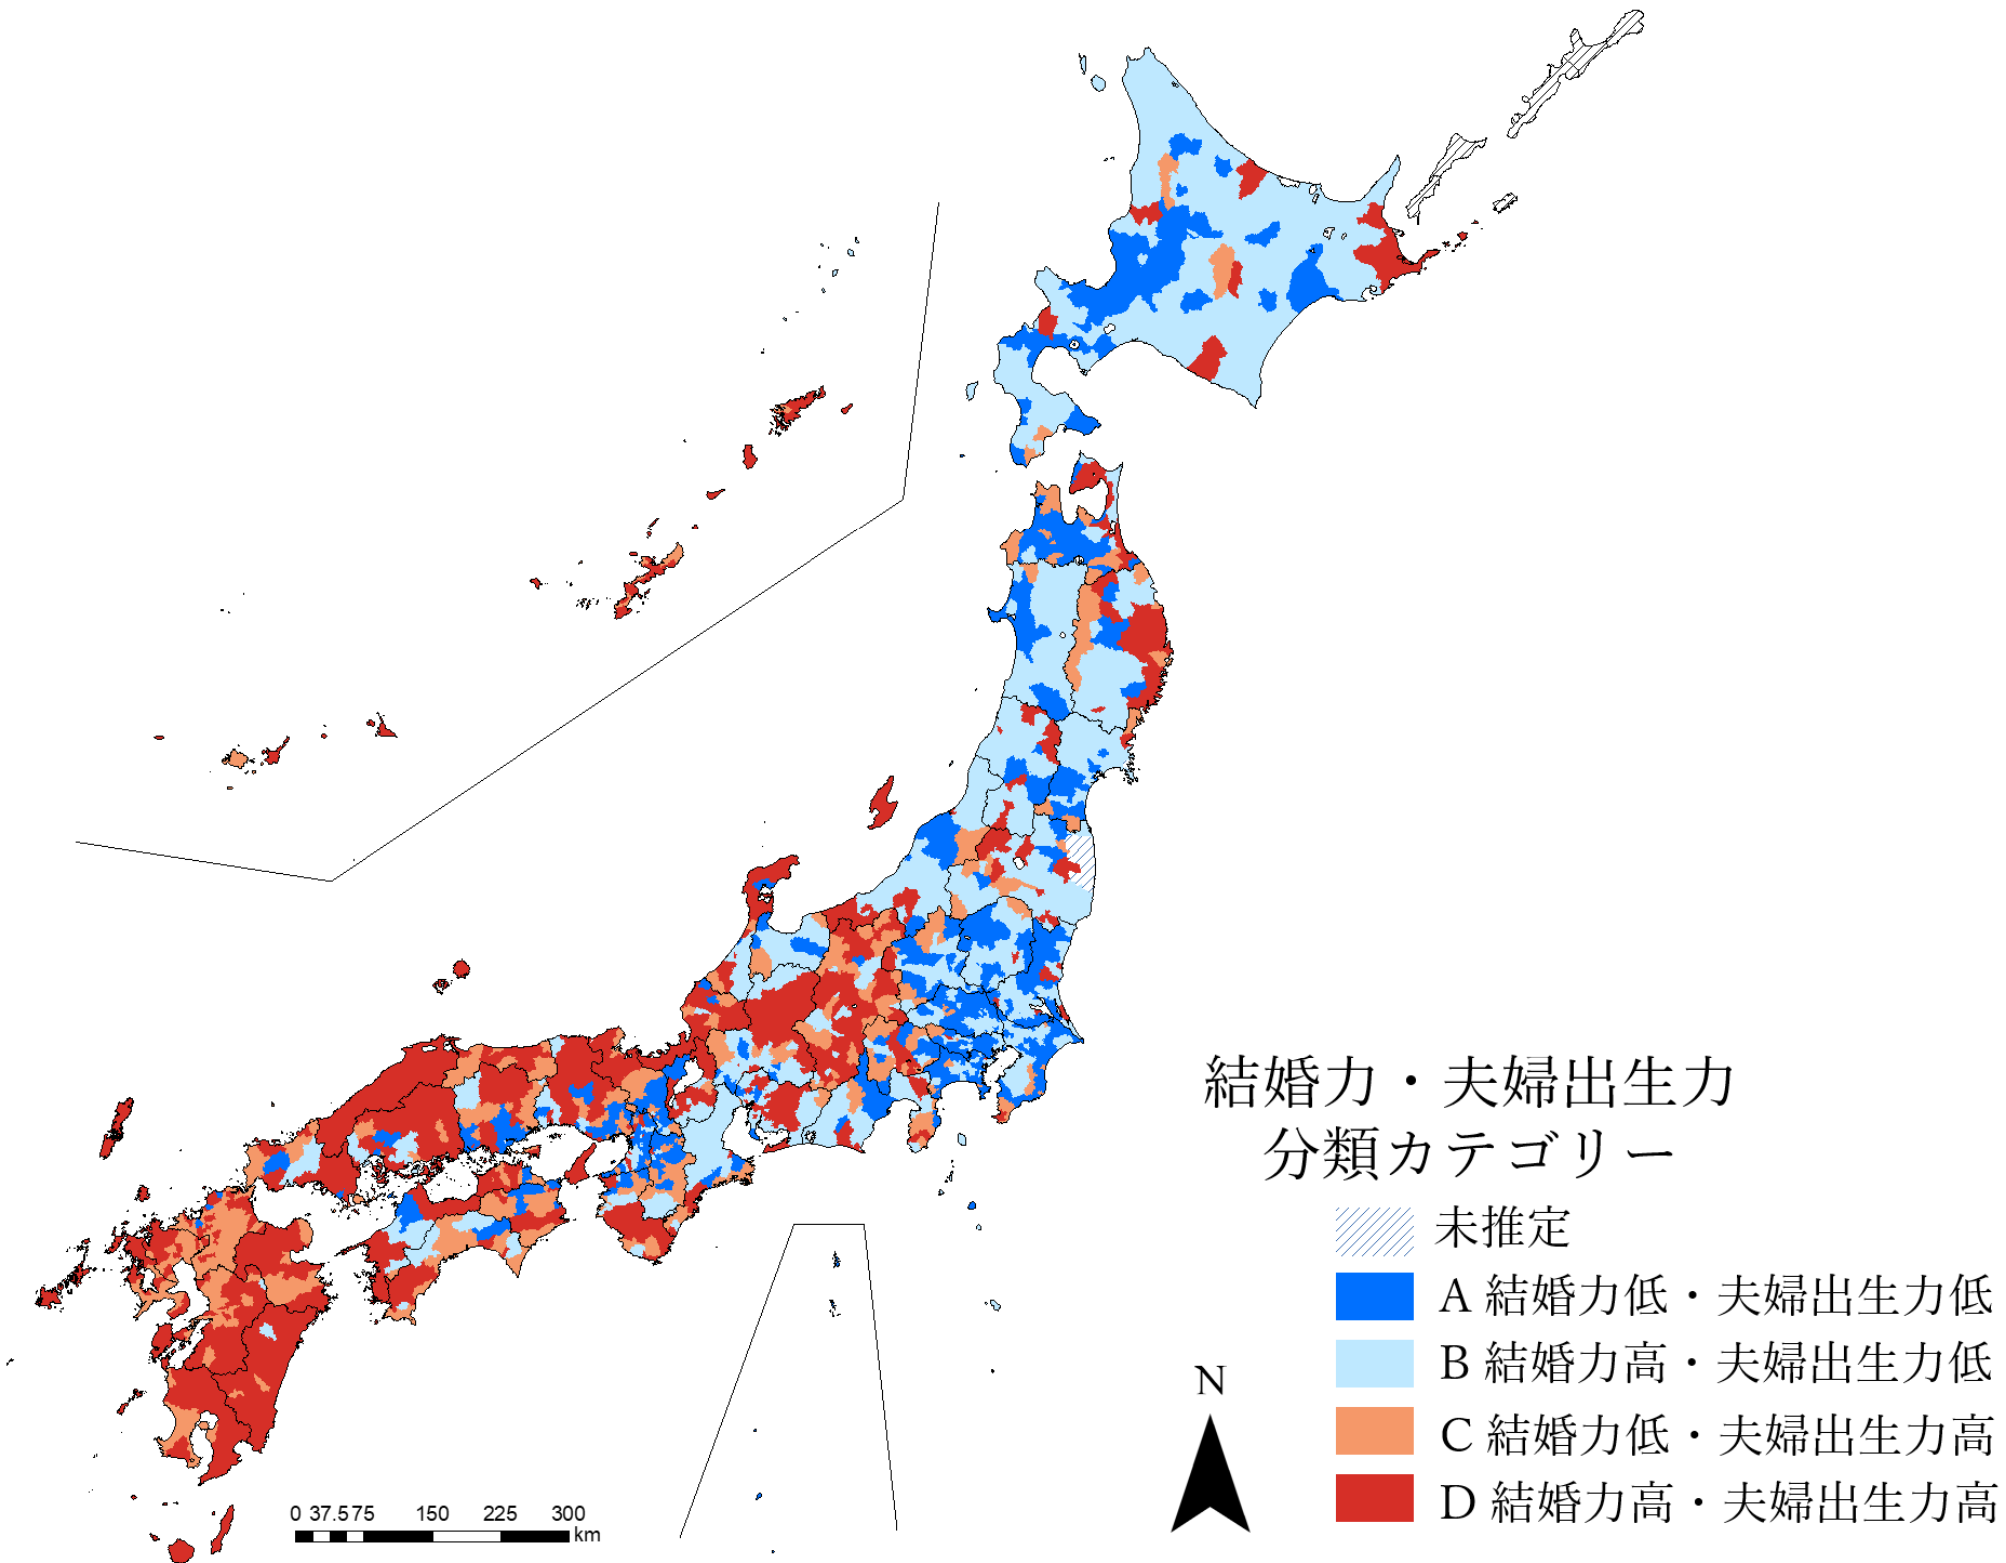 結婚力・夫婦出生力
分類カテゴリー
未推定
A 結婚力低・夫婦出生力低
B 結婚力高・夫婦出生力低
C 結婚力低・夫婦出生力高
D 結婚力高・夫婦出生力高
N
0 37.575 150 225 300
km